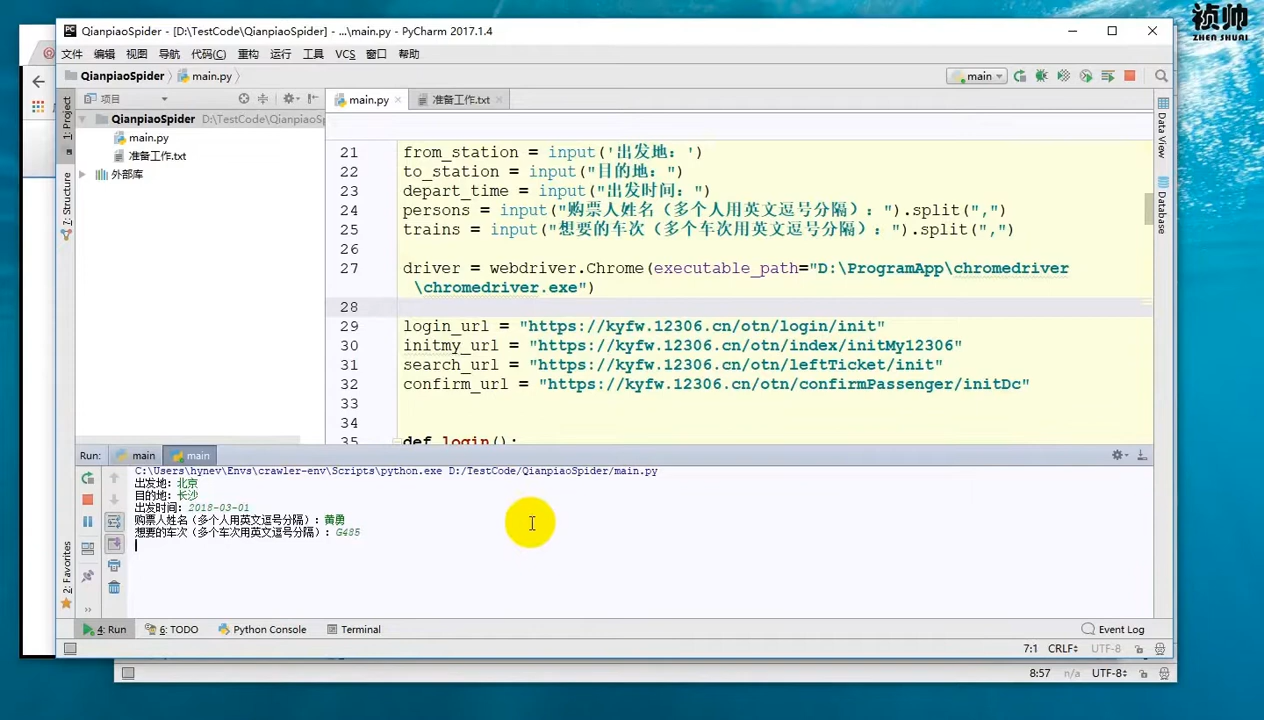 祯帅
ZHEN SHUAI
QianpiaoSpider - [D:\TestCode\QianpiaoSpider] - ...\main.py - PyCharm 2017.1.4
文件 编辑 视图 导航 代码(C) 重构 运行 工具 VCS 窗口 帮助
QianpiaoSpider main.py main
项目 main.py 准备工作.txt
1: Project
QianpiaoSpider D:\TestCode\QianpiaoS
main.py
准备工作.txt
外部库
7: Structure
2: Favorites
Data View
Database
21 from_station = input('出发地: ')
22 to_station = input("目的地: ")
23 depart_time = input("出发时间: ")
24 persons = input("购票人姓名（多个人用英文逗号分隔）: ").split(",")
25 trains = input("想要的车次（多个车次用英文逗号分隔）: ").split(",")
26
27 driver = webdriver.Chrome(executable_path="D:\ProgramApp\chromedriver
\chromedriver.exe")
28
29 login_url = "https://kyfw.12306.cn/otn/login/init"
30 initmy_url = "https://kyfw.12306.cn/otn/index/initMy12306"
31 search_url = "https://kyfw.12306.cn/otn/leftTicket/init"
32 confirm_url = "https://kyfw.12306.cn/otn/confirmPassenger/initDc"
33
34
35 def login():
Run: main main
C:\Users\hynev\Envs\crawler-env\Scripts\python.exe D:/TestCode/QianpiaoSpider/main.py
出发地: 北京
目的地: 长沙
出发时间: 2018-03-01
购票人姓名（多个人用英文逗号分隔）: 黄勇
想要的车次（多个车次用英文逗号分隔）: G485
4: Run 6: TODO Python Console Terminal Event Log
7:1 CRLF UTF-8
8:57 n/a UTF-8